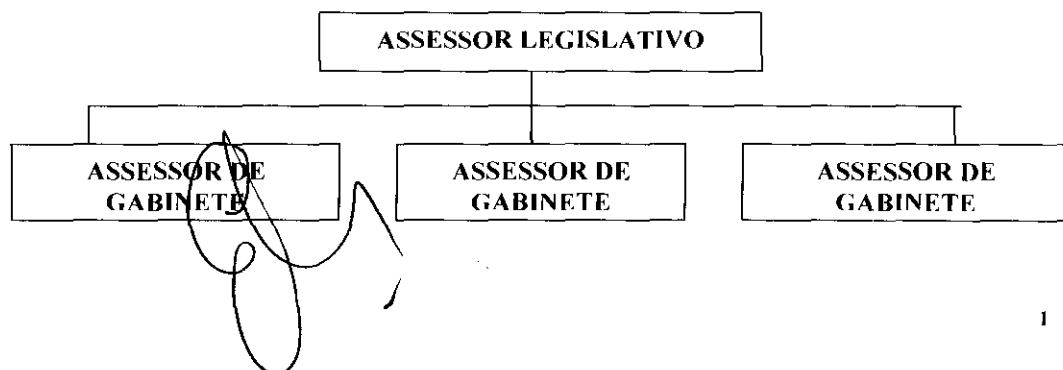 ASSESSOR LEGISLATIVO
ASSESSOR DE
GABINETE
ASSESSOR DE
GABINETE
ASSESSOR DE
GABINETE
1